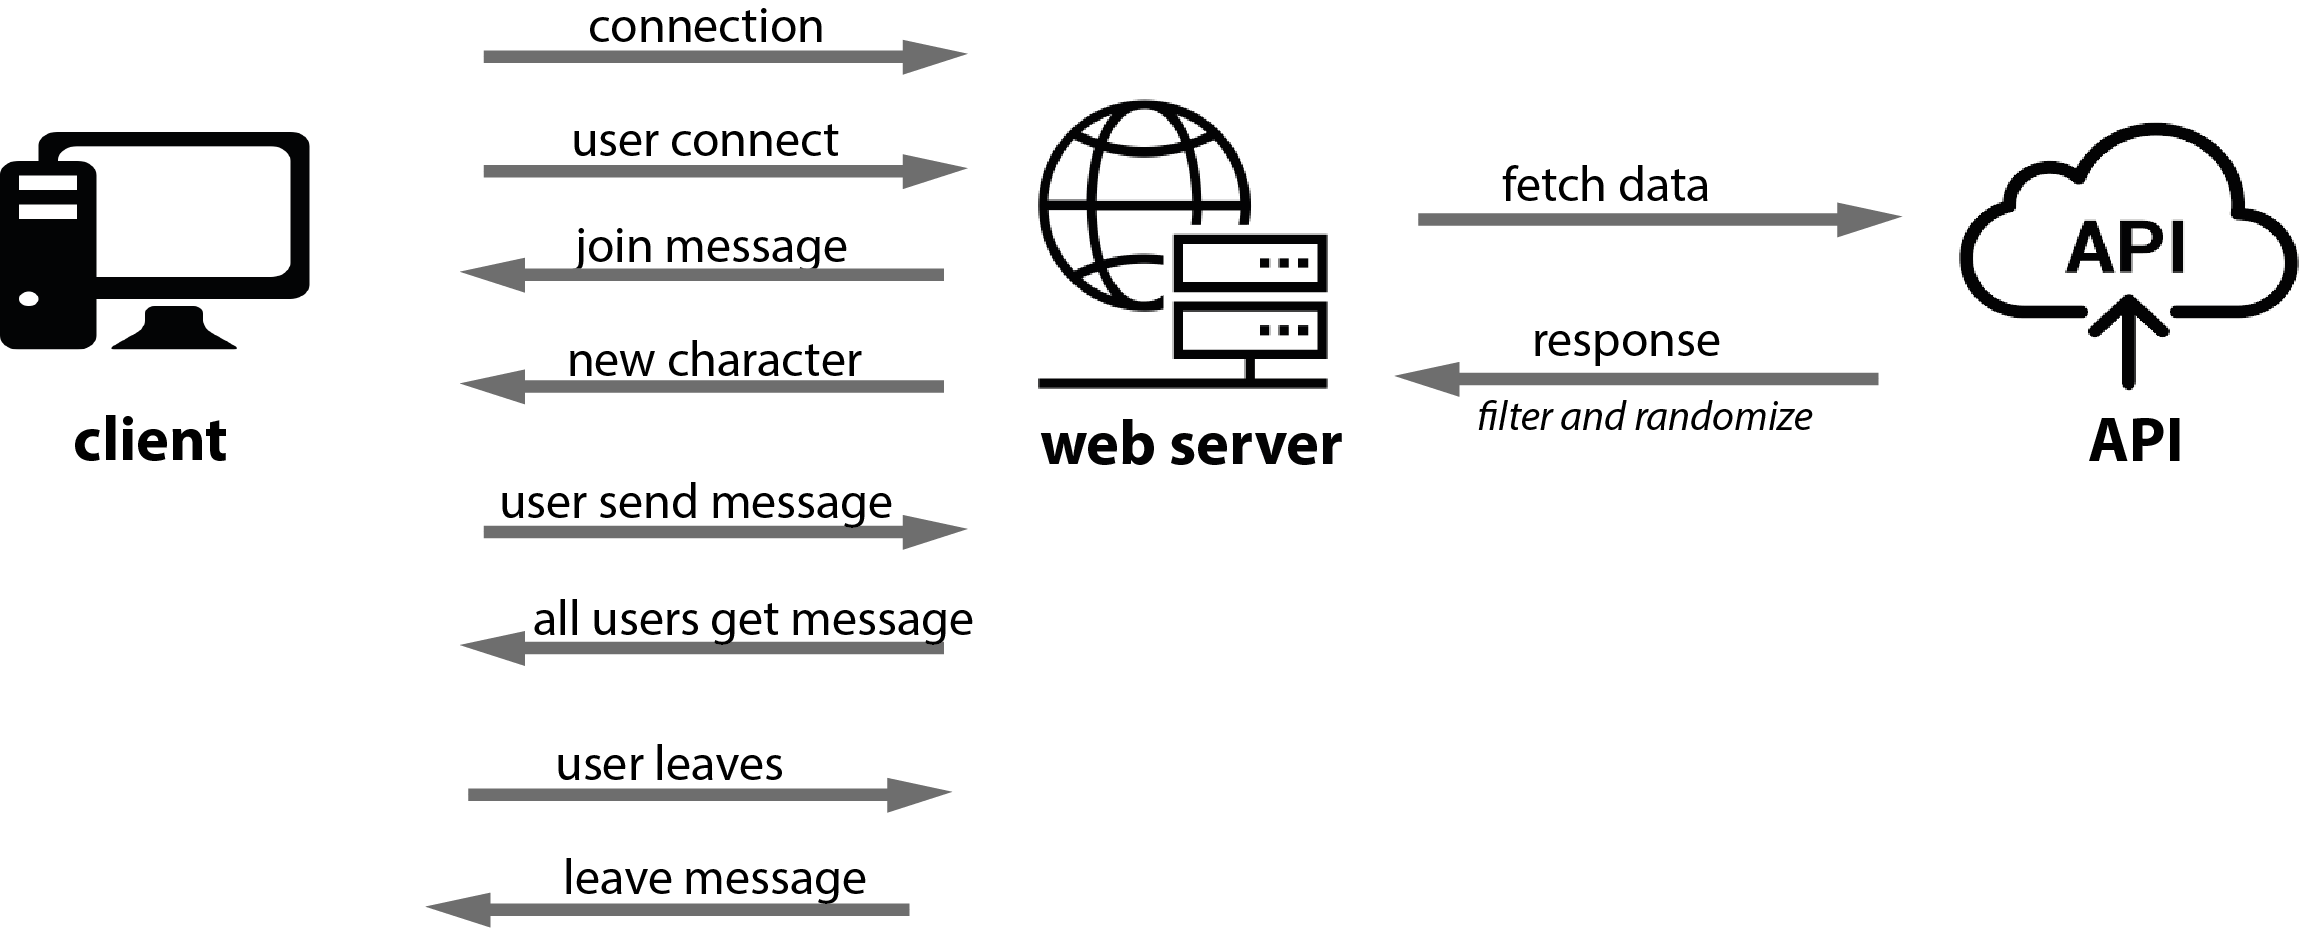 connection
user connect
join message
new character
client
web server
fetch data
response
filter and randomize
API
API
user send message
all users get message
user leaves
leave message